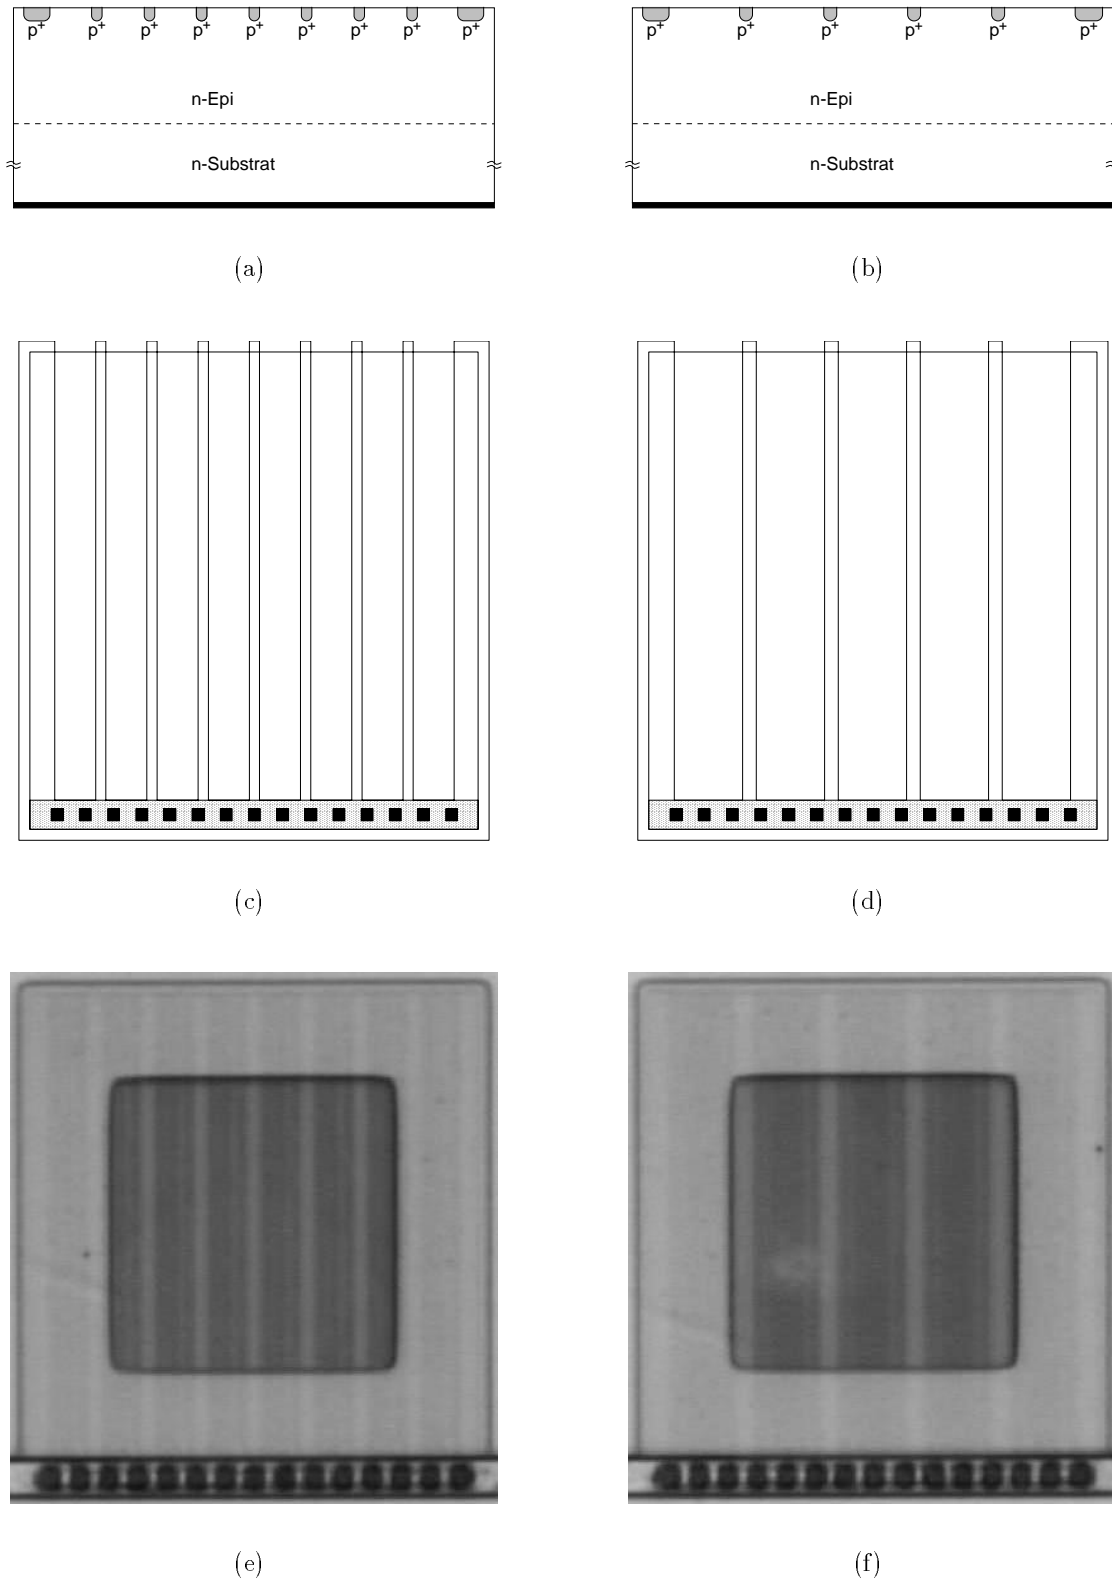 p+ p+ p+ p+ p+ p+ p+ p+ p+
n-Epi
n-Substrat
(a)
p+ p+ p+ p+ p+ p+
n-Epi
n-Substrat
(b)
(c)
(d)
(e)
(f)